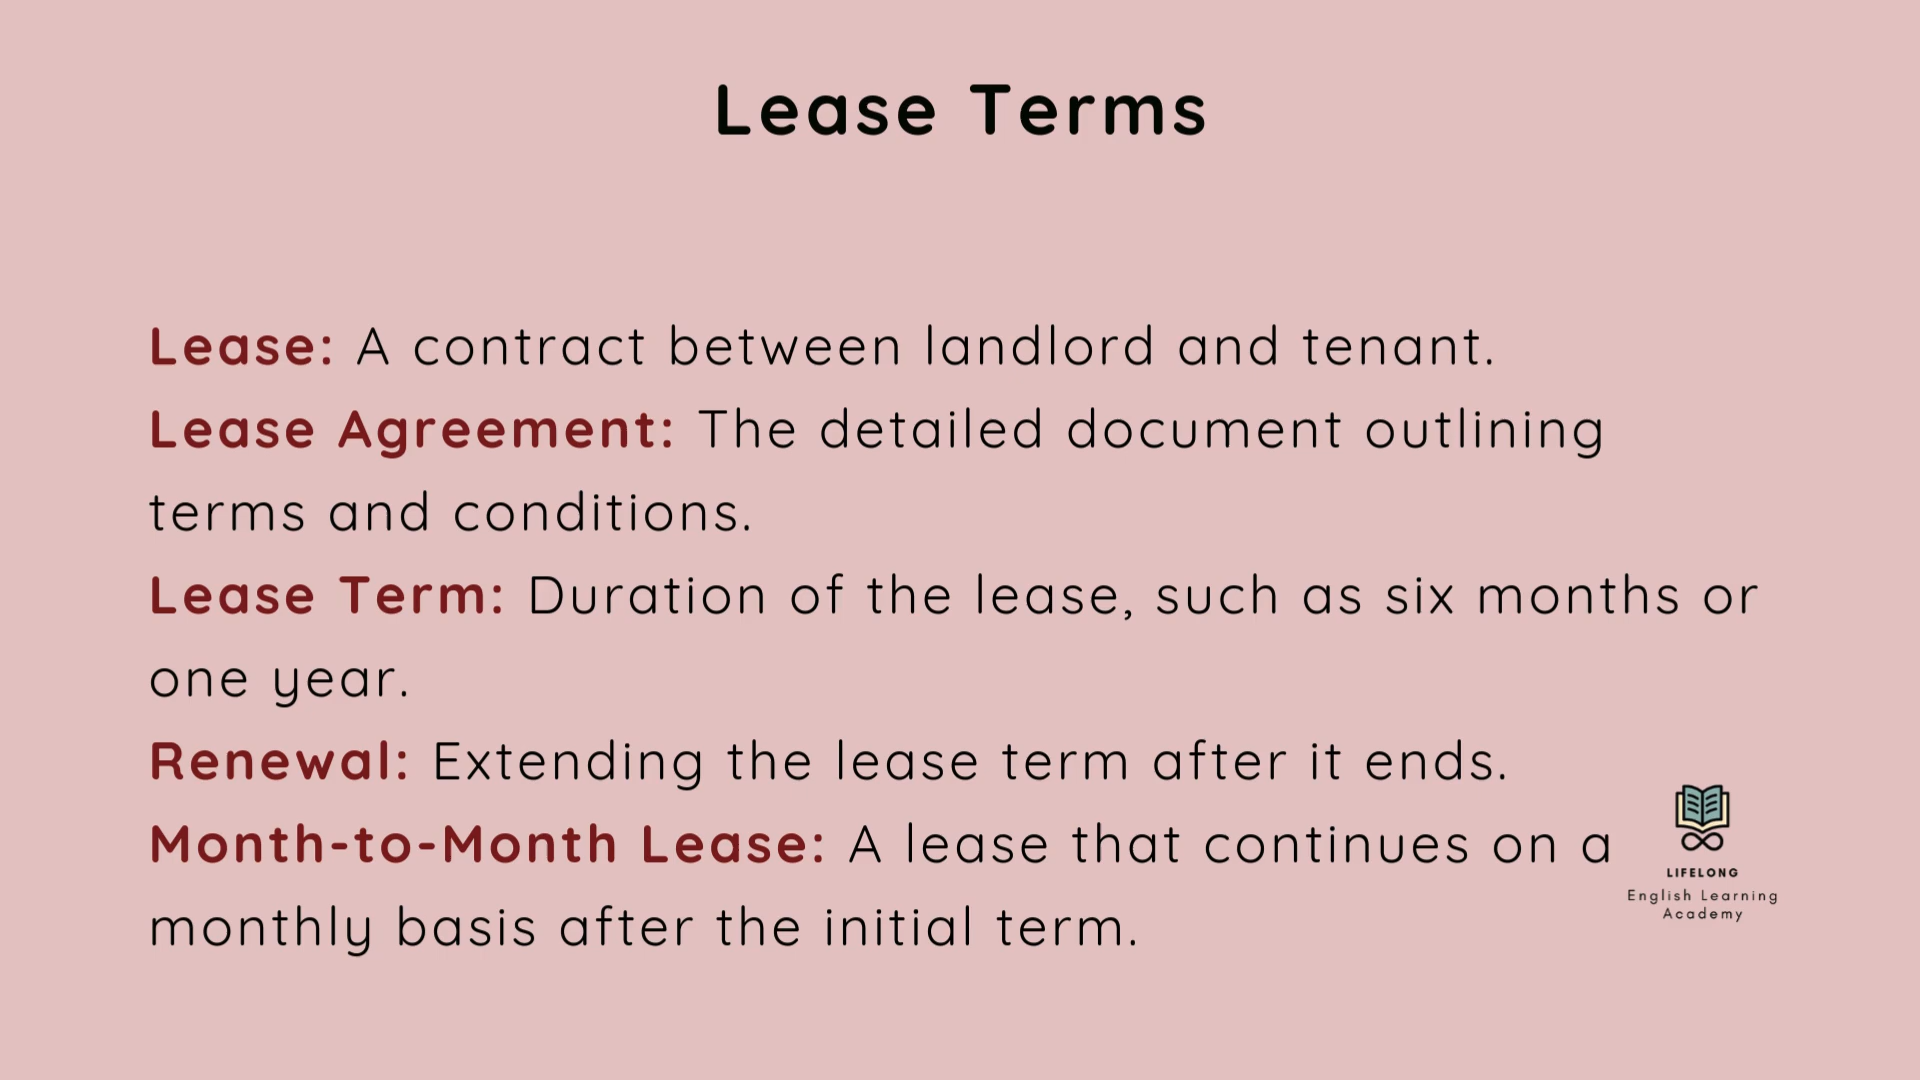 Lease Terms
Lease: A contract between landlord and tenant.
Lease Agreement: The detailed document outlining
terms and conditions.
Lease Term: Duration of the lease, such as six months or
one year.
Renewal: Extending the lease term after it ends.
Month-to-Month Lease: A lease that continues on a
monthly basis after the initial term.
LIFELONG
English Learning
Academy